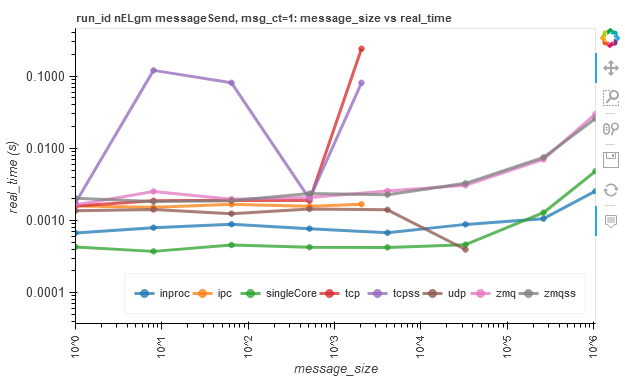 run_id nELgm messageSend, msg_ct=1: message_size vs real_time
real_time (s)
0.1000
0.0100
0.0010
0.0001
inproc ipc singleCore tcp tcpss udp zmq zmqss
10^0 10^1 10^2 10^3 10^4 10^5 10^6
message_size